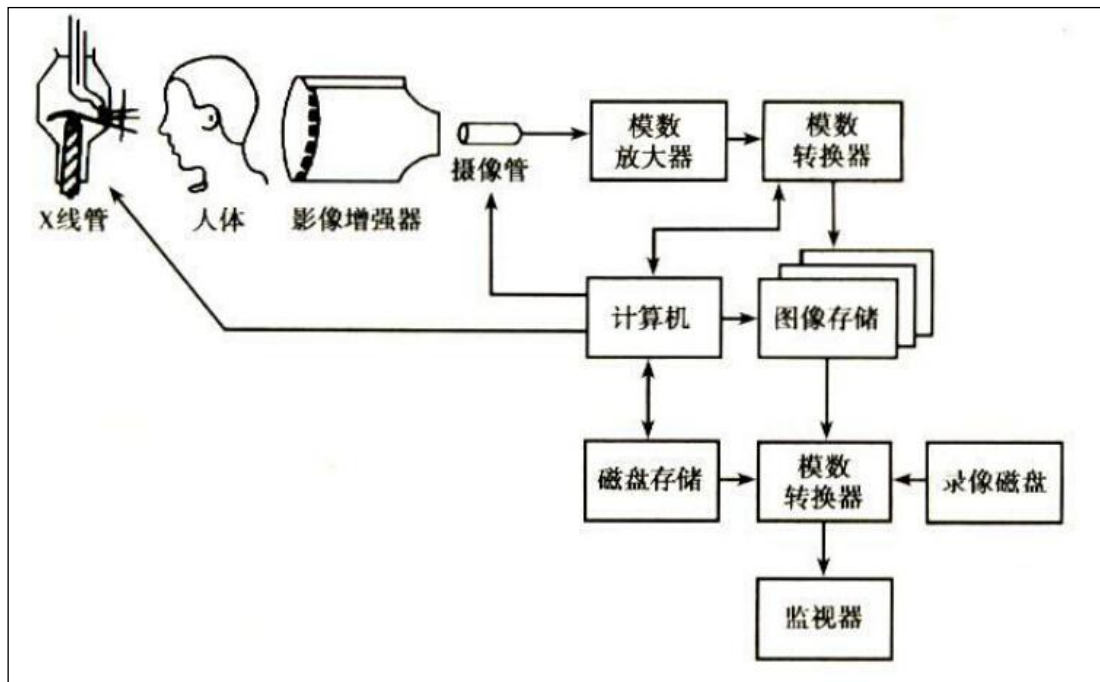 模数
放大器
模数
转换器
摄像管
X线管
人体
影像增强器
计算机
图像存储
磁盘存储
模数
转换器
录像磁盘
监视器